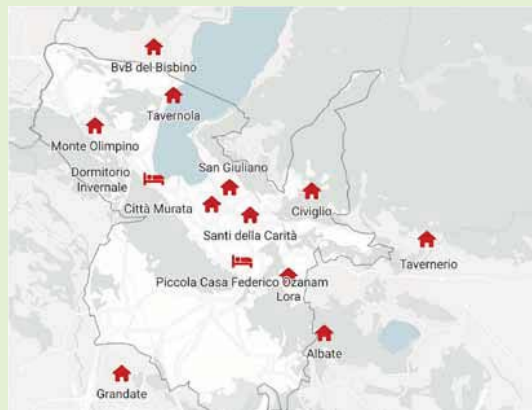 BvB del Bisbino
Tavernola
Monte Olimpino
Dormitorio
Invernale
San Giuliano
Città Murata
Civiglio
Santi della Carità
Tavernerio
Piccola Casa Federico Ozanam
Lora
Albate
Grandate